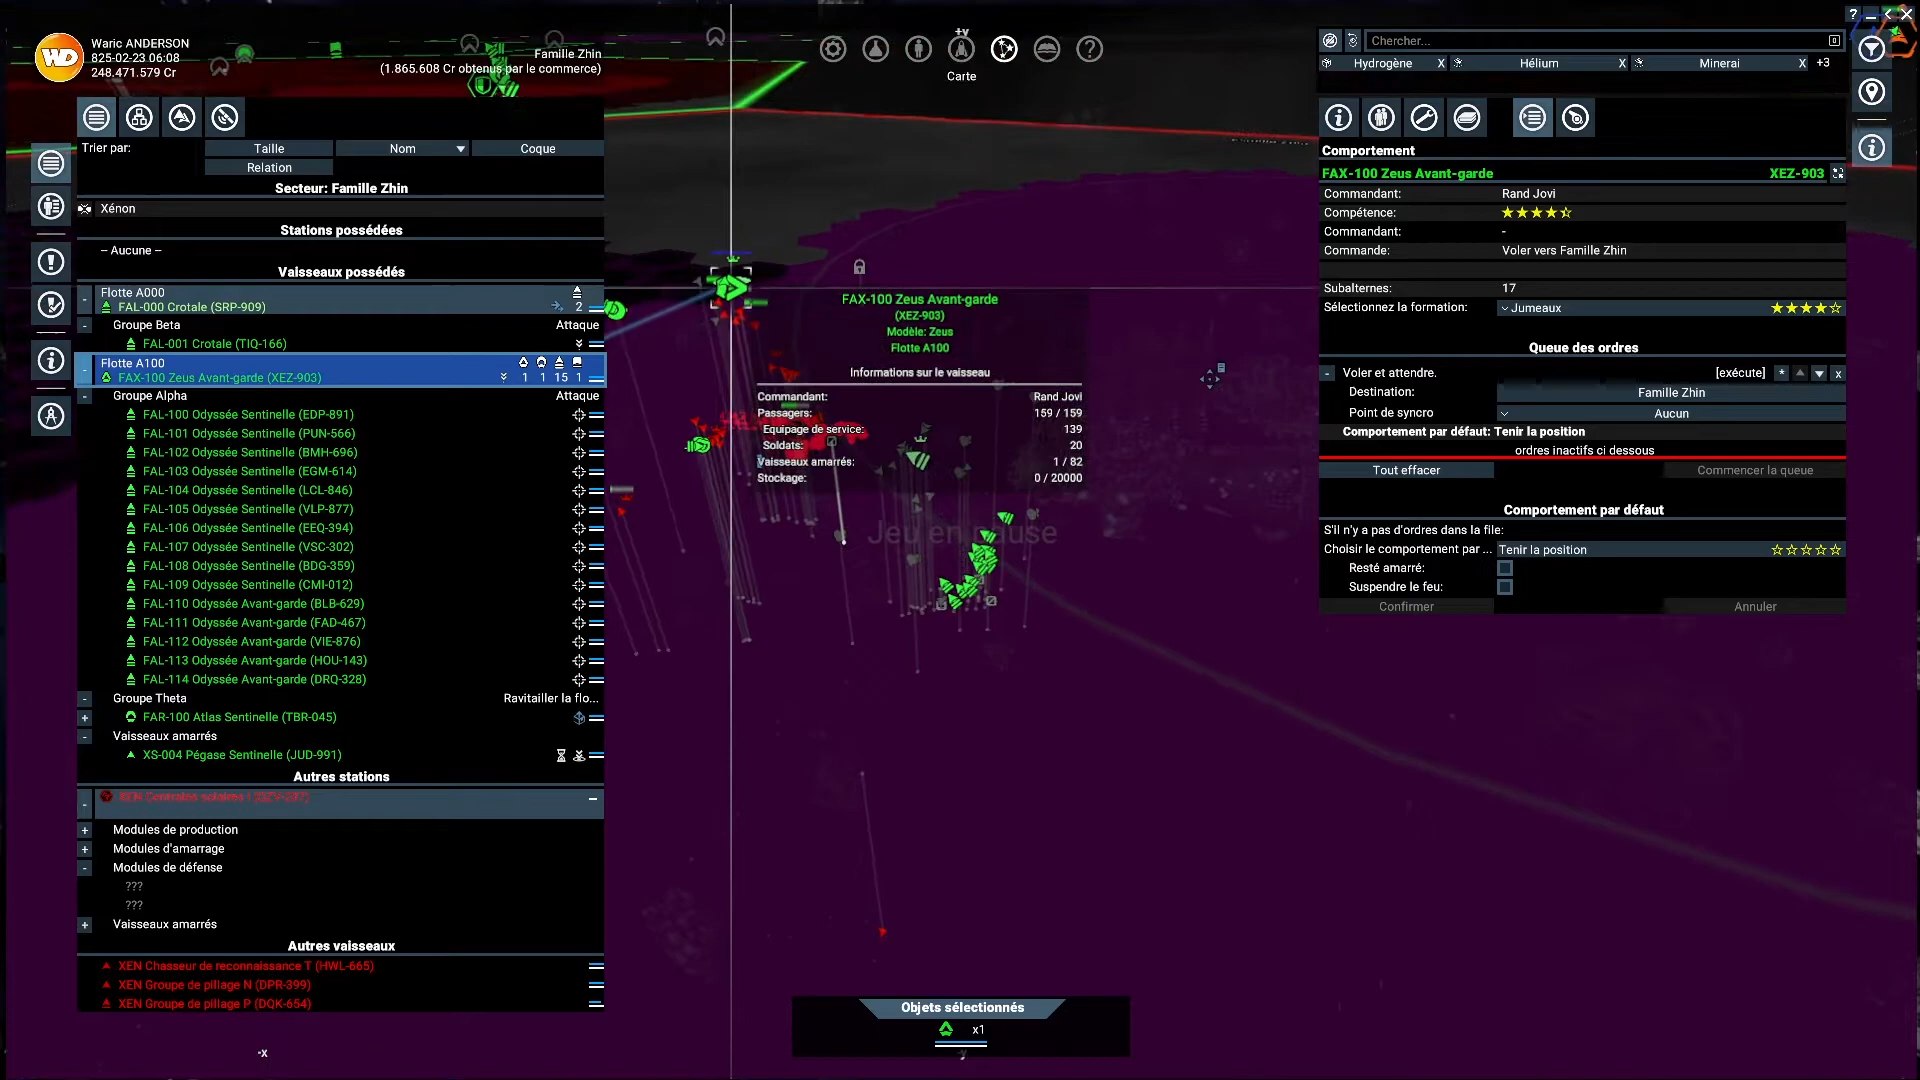 WD
Waric ANDERSON
825-02-23 06:08
248.471.579 Cr
Famille Zhin
(1.865.608 Cr obtenus par le commerce)
+y
Carte
?
Trier par:
Taille
Nom
Coque
Relation
Secteur: Famille Zhin
Xénon
Stations possédées
-- Aucune --
Vaisseaux possédés
Flotte A000
- FAL-000 Crotale (SRP-909) 2
- Groupe Beta Attaque
FAL-001 Crotale (TIQ-166)
Flotte A100
- FAX-100 Zeus Avant-garde (XEZ-903) 1 1 15 1
- Groupe Alpha Attaque
FAL-100 Odyssée Sentinelle (EDP-891)
FAL-101 Odyssée Sentinelle (PUN-566)
FAL-102 Odyssée Sentinelle (BMH-696)
FAL-103 Odyssée Sentinelle (EGM-614)
FAL-104 Odyssée Sentinelle (LCL-846)
FAL-105 Odyssée Sentinelle (VLP-877)
FAL-106 Odyssée Sentinelle (EEQ-394)
FAL-107 Odyssée Sentinelle (VSC-302)
FAL-108 Odyssée Sentinelle (BDG-359)
FAL-109 Odyssée Sentinelle (CMI-012)
FAL-110 Odyssée Avant-garde (BLB-629)
FAL-111 Odyssée Avant-garde (FAD-467)
FAL-112 Odyssée Avant-garde (VIE-876)
FAL-113 Odyssée Avant-garde (HOU-143)
FAL-114 Odyssée Avant-garde (DRQ-328)
- Groupe Theta Ravitailler la flo...
+ FAR-100 Atlas Sentinelle (TBR-045)
- Vaisseaux amarrés
XS-004 Pégase Sentinelle (JUD-991)
Autres stations
+ Modules de production
+ Modules d'amarrage
- Modules de défense
???
???
+ Vaisseaux amarrés
Autres vaisseaux
XEN Chasseur de reconnaissance T (HWL-665)
XEN Groupe de pillage N (DPR-399)
XEN Groupe de pillage P (DQK-654)
-x
FAX-100 Zeus Avant-garde
(XEZ-903)
Modèle: Zeus
Flotte A100
Informations sur le vaisseau
Commandant: Rand Jovi
Passagers: 159 / 159
Equipage de service: 139
Soldats: 20
Vaisseaux amarrés: 1 / 82
Stockage: 0 / 20000
Jeu en pause
Objets sélectionnés
x1
-y
? _ < X
Chercher...
Hydrogène X Hélium X Minerai X +3
Comportement
FAX-100 Zeus Avant-garde XEZ-903
Commandant: Rand Jovi
Compétence:
Commandant: -
Commande: Voler vers Famille Zhin
Subalternes: 17
Sélectionnez la formation: Jumeaux
Queue des ordres
- Voler et attendre. [exécute] * x
Destination: Famille Zhin
Point de syncro Aucun
Comportement par défaut: Tenir la position
ordres inactifs ci dessous
Tout effacer Commencer la queue
Comportement par défaut
S'il n'y a pas d'ordres dans la file:
Choisir le comportement par ... Tenir la position
Resté amarré:
Suspendre le feu:
Confirmer Annuler